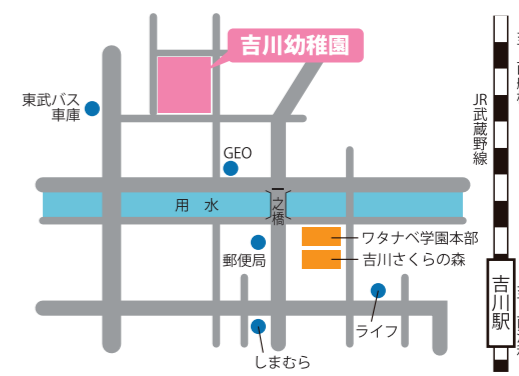 吉川幼稚園
東武バス
車庫
JR武蔵野線
GEO
用 水
之橋
ワタナベ学園本部
吉川さくらの森
郵便局
吉川駅
ライフ
しまむら